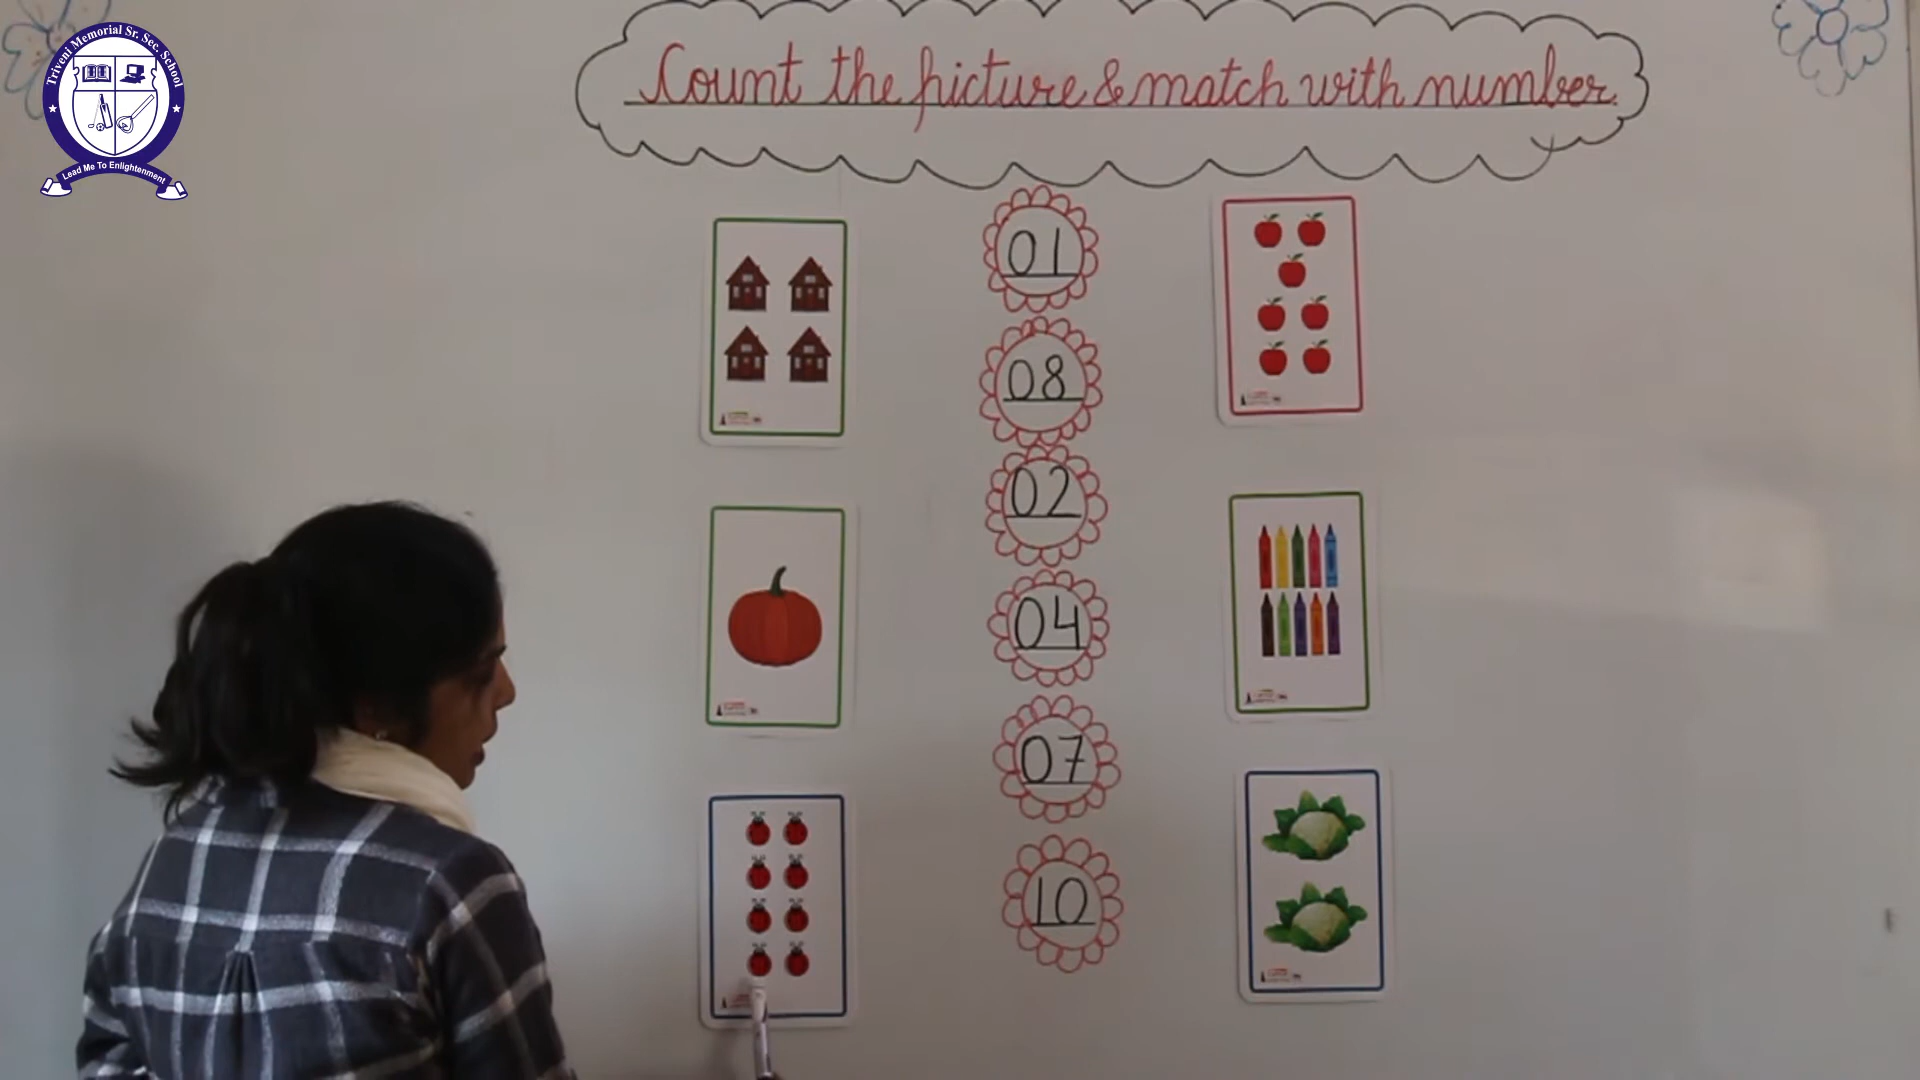 Triveni Memorial Sr. Sec. School
Lead Me To Enlightenment
Count the picture & match with number.
01
08
02
04
07
10